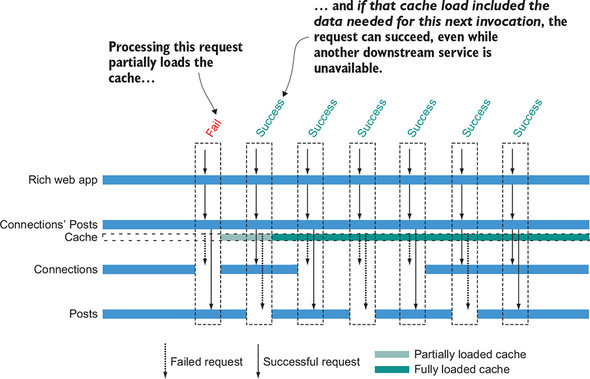 … and if that cache load included the
data needed for this next invocation, the
request can succeed, even while
another downstream service is
unavailable.
Processing this request
partially loads the
cache…
Fail
Success
Success
Success
Success
Success
Success
Rich web app
Connections’ Posts
Cache
Connections
Posts
Failed request
Successful request
Partially loaded cache
Fully loaded cache